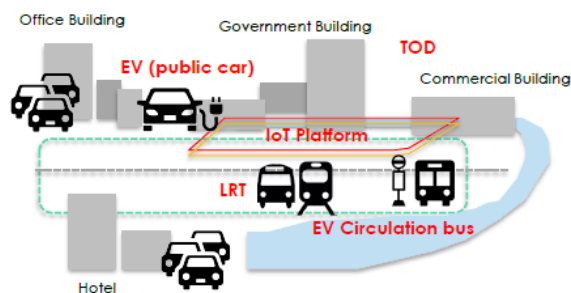 Office Building
Government Building
TOD
EV (public car)
Commercial Building
IoT Platform
LRT
EV Circulation bus
Hotel